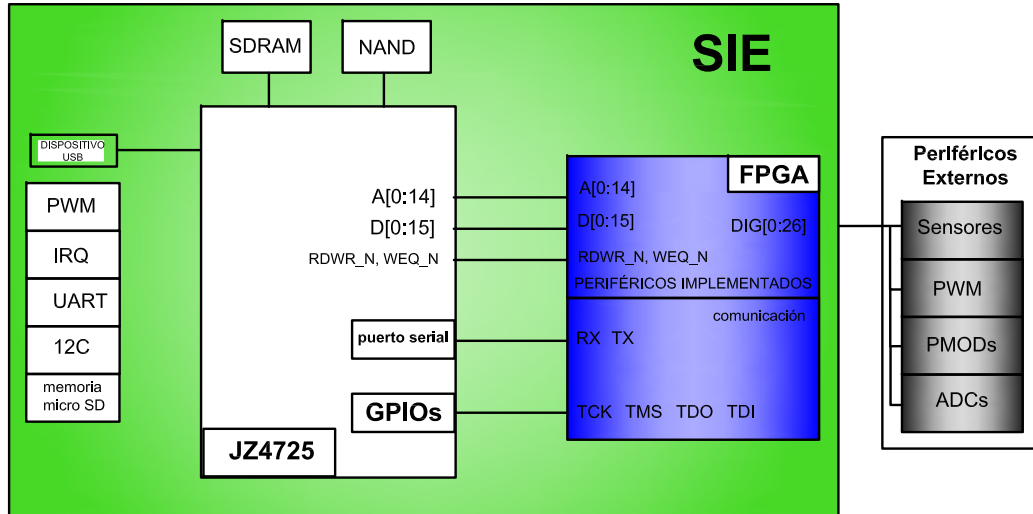 SIE
SDRAM
NAND
DISPOSITIVO
USB
PWM
IRQ
UART
12C
memoria
micro SD
A[0:14]
D[0:15]
RDWR_N, WEQ_N
puerto serial
GPIOs
JZ4725
FPGA
A[0:14]
D[0:15]
DIG[0:26]
RDWR_N, WEQ_N
PERIFÉRICOS IMPLEMENTADOS
comunicación
RX TX
TCK TMS TDO TDI
Periféricos
Externos
Sensores
PWM
PMODs
ADCs